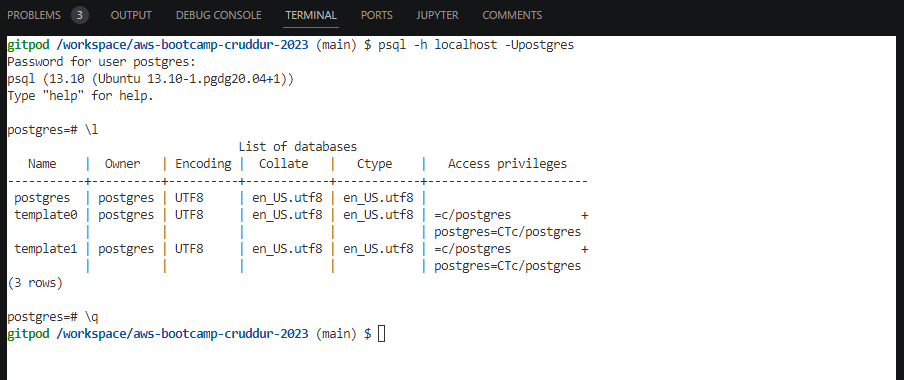 PROBLEMS 3 OUTPUT DEBUG CONSOLE TERMINAL PORTS JUPYTER COMMENTS
gitpod /workspace/aws-bootcamp-cruddur-2023 (main) $ psql -h localhost -Upostgres
Password for user postgres:
psql (13.10 (Ubuntu 13.10-1.pgdg20.04+1))
Type "help" for help.
postgres=# \l
                              List of databases
   Name    |  Owner   | Encoding |  Collate   |   Ctype    |   Access privileges
-----------+----------+----------+------------+------------+-----------------------
 postgres  | postgres | UTF8     | en_US.utf8 | en_US.utf8 |
 template0 | postgres | UTF8     | en_US.utf8 | en_US.utf8 | =c/postgres          +
           |          |          |            |            | postgres=CTc/postgres
 template1 | postgres | UTF8     | en_US.utf8 | en_US.utf8 | =c/postgres          +
           |          |          |            |            | postgres=CTc/postgres
(3 rows)
postgres=# \q
gitpod /workspace/aws-bootcamp-cruddur-2023 (main) $